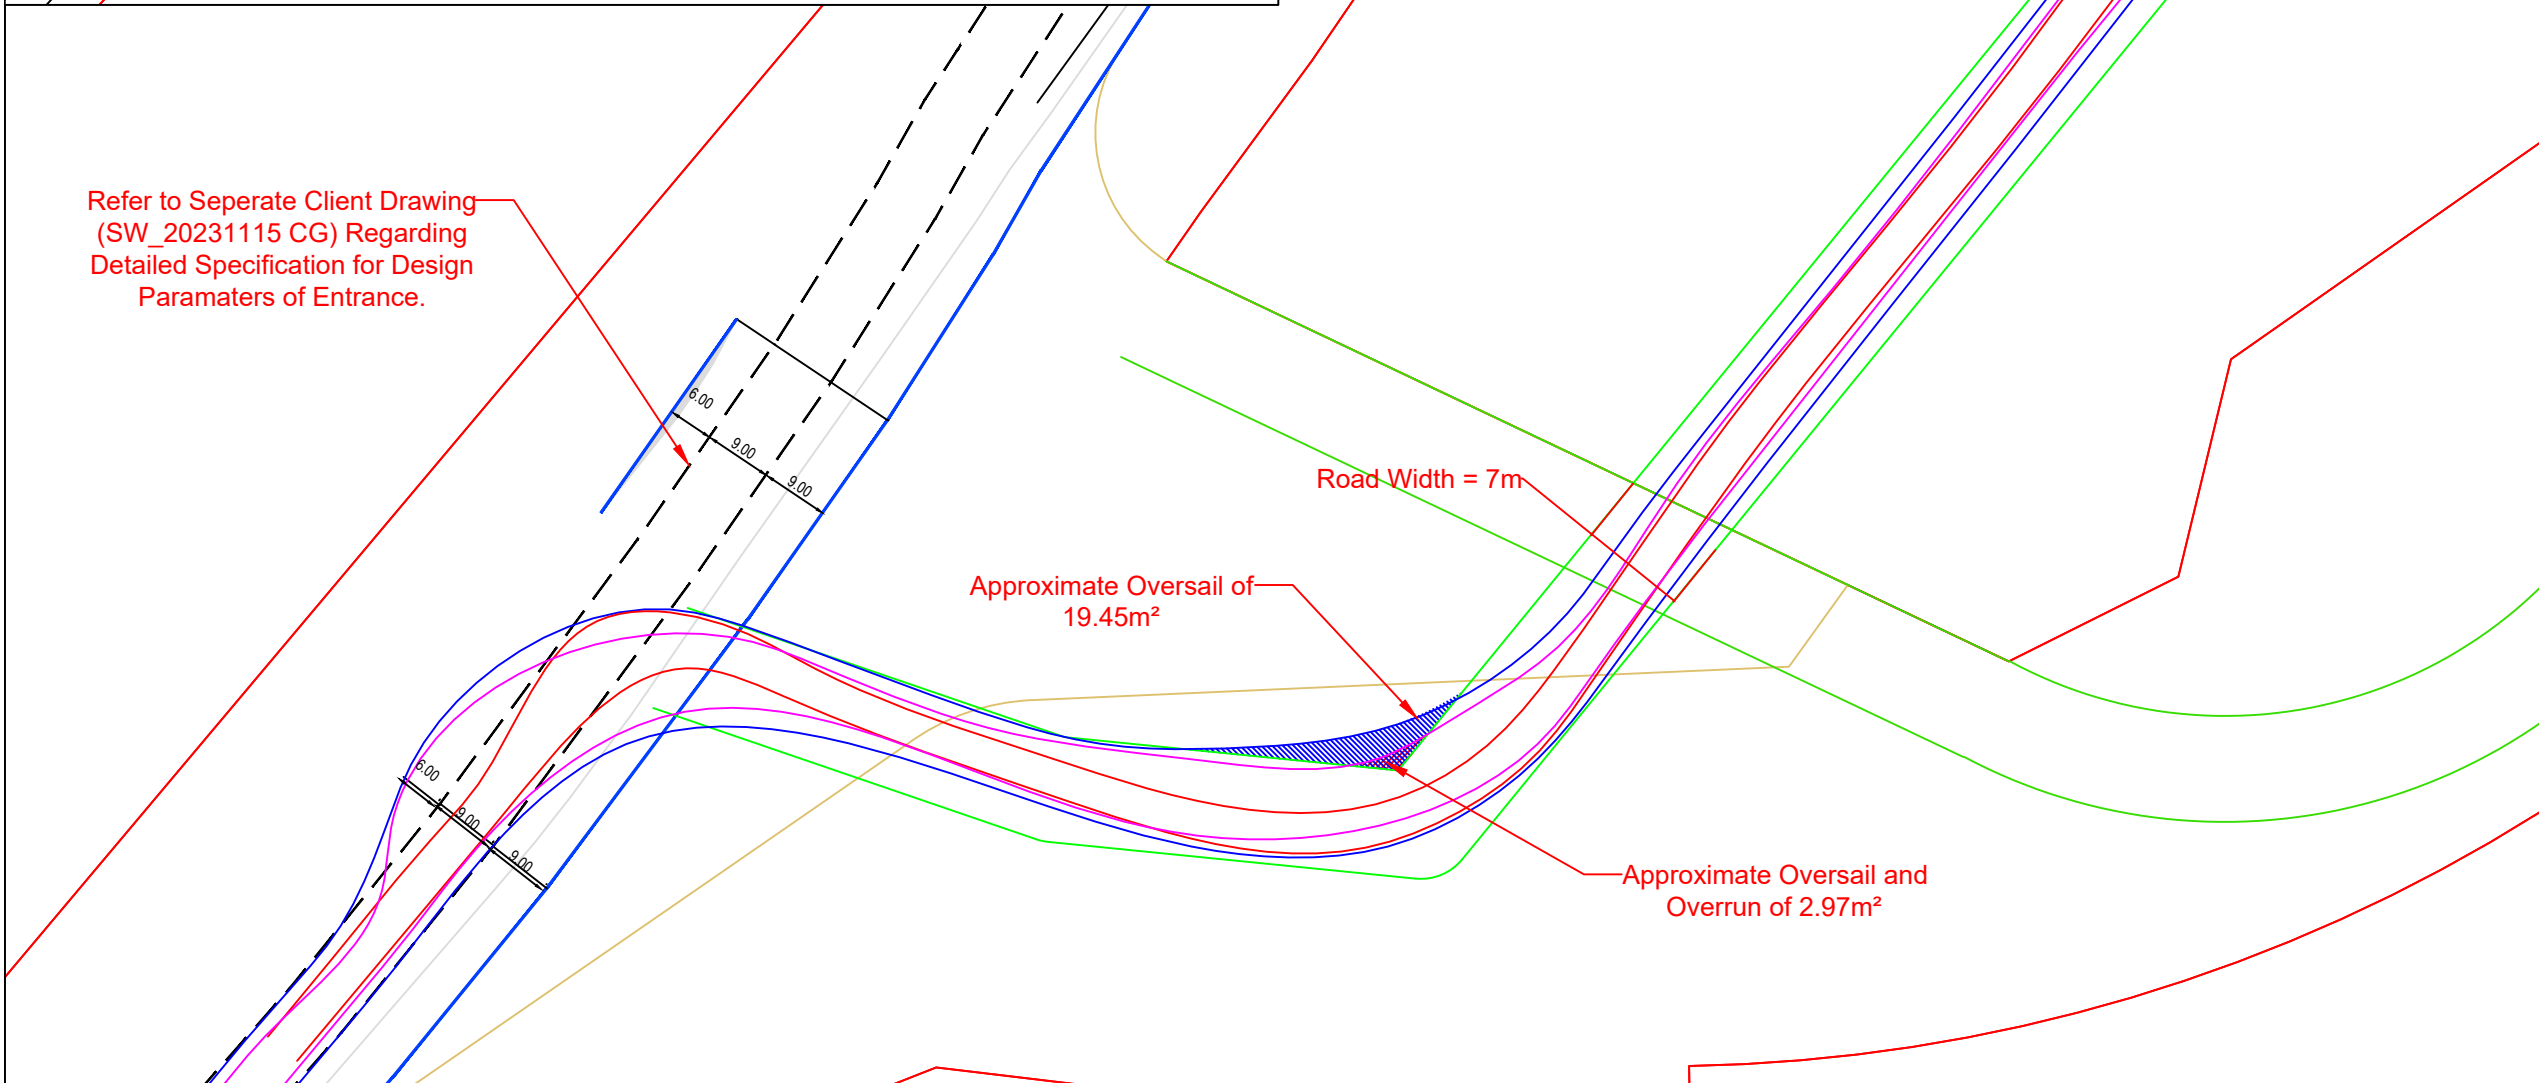 Refer to Seperate Client Drawing
(SW_20231115 CG) Regarding
Detailed Specification for Design
Paramaters of Entrance.
6.00
9.00
9.00
Road Width = 7m
Approximate Oversail of
19.45m²
6.00
9.00
9.00
Approximate Oversail and
Overrun of 2.97m²